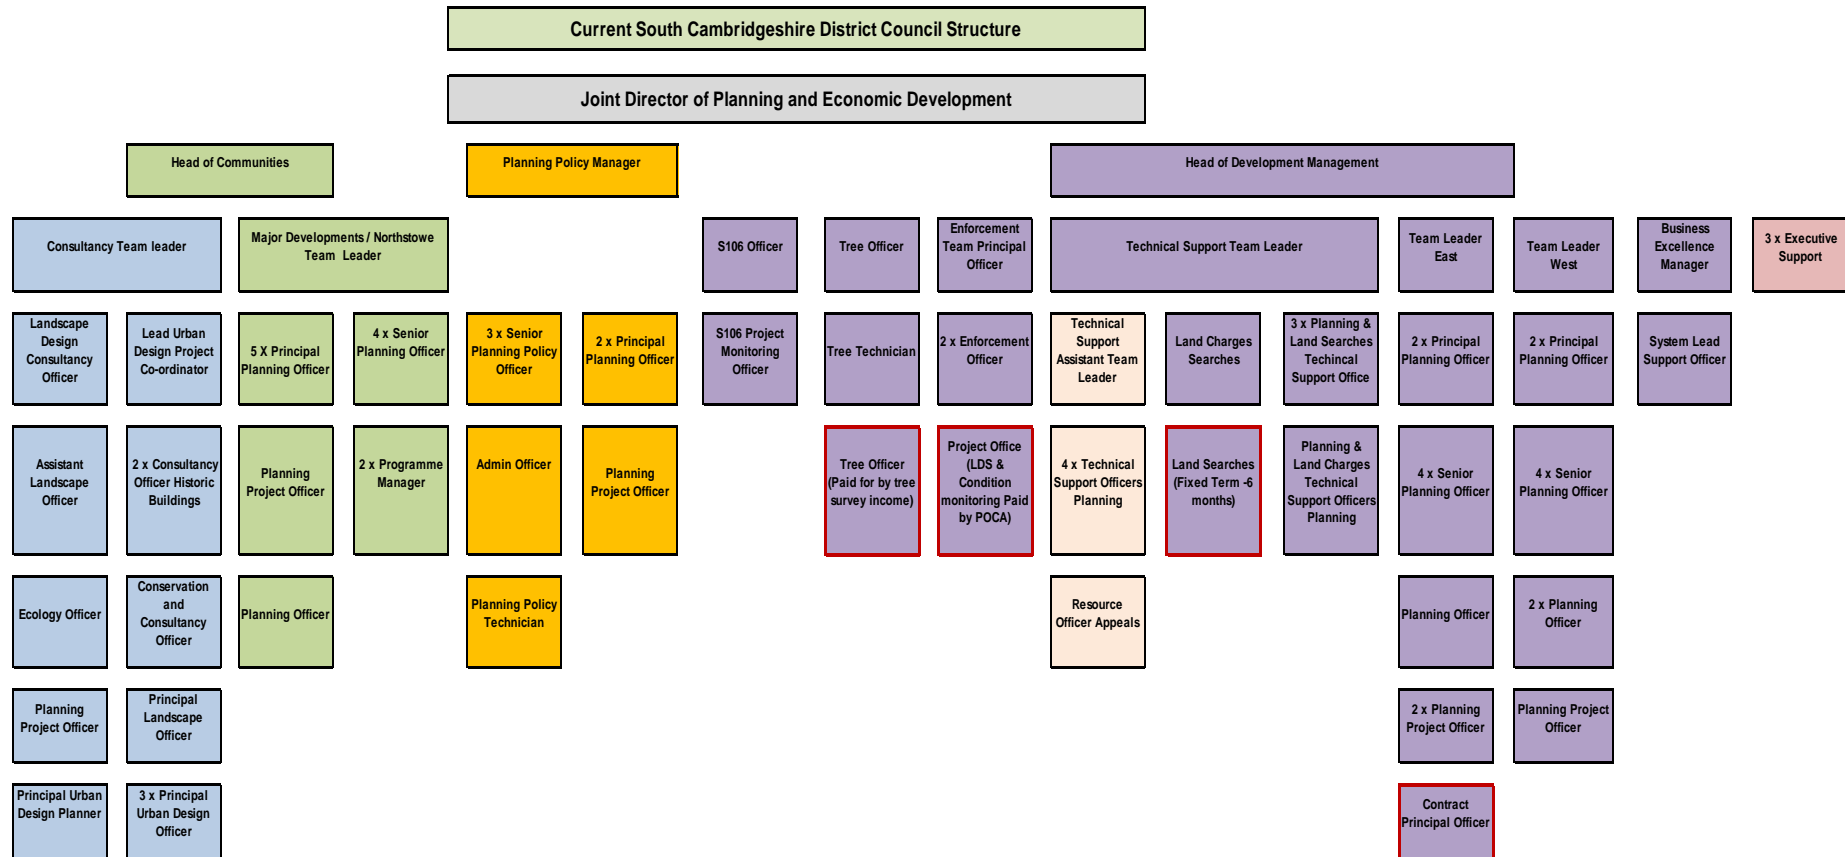 Current South Cambridgeshire District Council Structure
Joint Director of Planning and Economic Development
Head of Communities
Planning Policy Manager
Head of Development Management
Consultancy Team leader
Major Developments / Northstowe
Team Leader
S106 Officer
Tree Officer
Enforcement
Team Principal
Officer
Technical Support Team Leader
Team Leader
East
Team Leader
West
Business
Excellence
Manager
3 x Executive
Support
Landscape
Design
Consultancy
Officer
Lead Urban
Design Project
Co-ordinator
5 X Principal
Planning Officer
4 x Senior
Planning Officer
3 x Senior
Planning Policy
Officer
2 x Principal
Planning Officer
S106 Project
Monitoring
Officer
Tree Technician
2 x Enforcement
Officer
Technical
Support
Assistant Team
Leader
Land Charges
Searches
3 x Planning &
Land Searches
Techincal
Support Office
2 x Principal
Planning Officer
2 x Principal
Planning Officer
System Lead
Support Officer
Assistant
Landscape
Officer
2 x Consultancy
Officer Historic
Buildings
Planning
Project Officer
2 x Programme
Manager
Admin Officer
Planning
Project Officer
Tree Officer
(Paid for by tree
survey income)
Project Office
(LDS &
Condition
monitoring Paid
by POCA)
4 x Technical
Support Officers
Planning
Land Searches
(Fixed Term -6
months)
Planning &
Land Charges
Technical
Support Officers
Planning
4 x Senior
Planning Officer
4 x Senior
Planning Officer
Ecology Officer
Conservation
and
Consultancy
Officer
Planning Officer
Planning Policy
Technician
Resource
Officer Appeals
Planning Officer
2 x Planning
Officer
Planning
Project Officer
Principal
Landscape
Officer
2 x Planning
Project Officer
Planning Project
Officer
Principal Urban
Design Planner
3 x Principal
Urban Design
Officer
Contract
Principal Officer